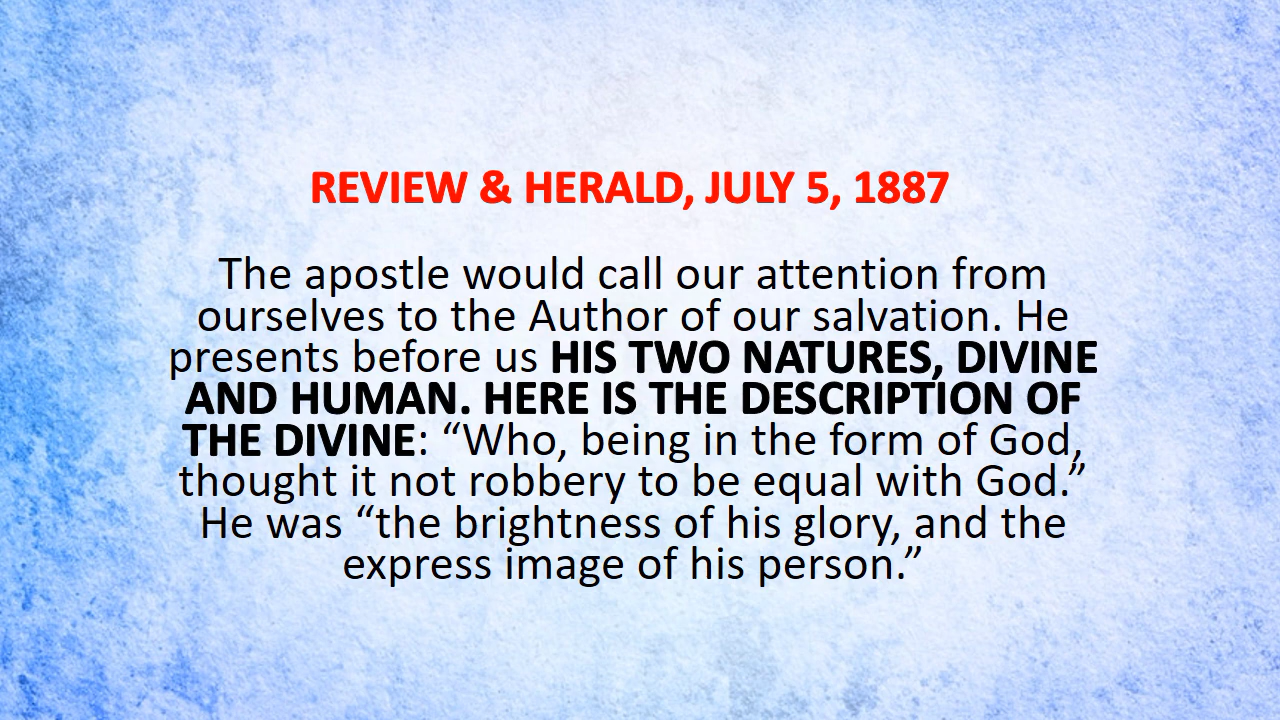 REVIEW & HERALD, JULY 5, 1887
The apostle would call our attention from
ourselves to the Author of our salvation. He
presents before us HIS TWO NATURES, DIVINE
AND HUMAN. HERE IS THE DESCRIPTION OF
THE DIVINE: “Who, being in the form of God,
thought it not robbery to be equal with God.”
He was “the brightness of his glory, and the
express image of his person.”